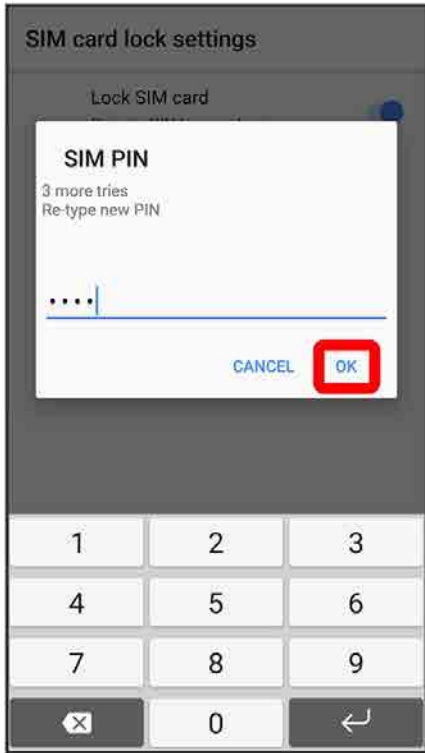 SIM card lock settings
Lock SIM card
SIM PIN
3 more tries
Re-type new PIN
••••
CANCEL OK
1 2 3
4 5 6
7 8 9
0